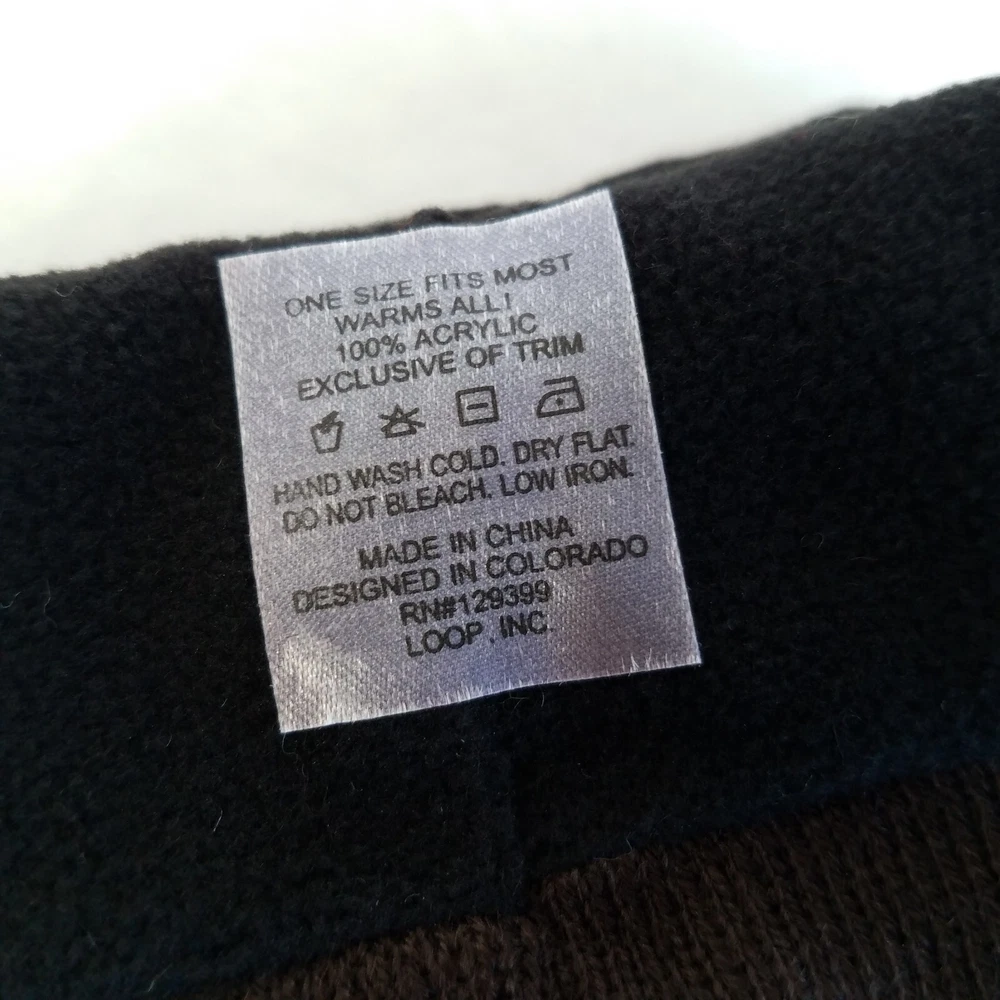 ONE SIZE FITS MOST
WARMS ALL!
100% ACRYLIC
EXCLUSIVE OF TRIM
HAND WASH COLD. DRY FLAT.
DO NOT BLEACH. LOW IRON.
MADE IN CHINA
DESIGNED IN COLORADO
RN#129399
LOOP, INC.